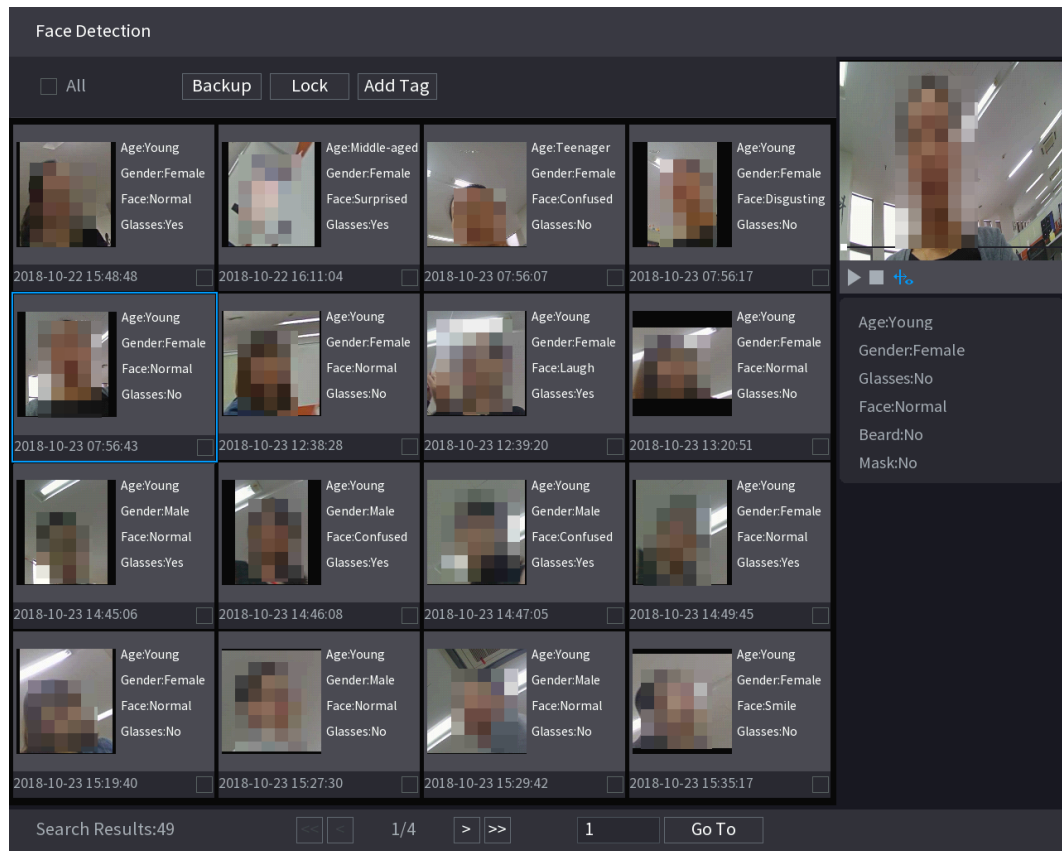 Face Detection
All
Backup
Lock
Add Tag
Age:Young
Gender:Female
Face:Normal
Glasses:Yes
2018-10-22 15:48:48
Age:Middle-aged
Gender:Female
Face:Surprised
Glasses:Yes
2018-10-22 16:11:04
Age:Teenager
Gender:Female
Face:Confused
Glasses:No
2018-10-23 07:56:07
Age:Young
Gender:Female
Face:Disgusting
Glasses:No
2018-10-23 07:56:17
Age:Young
Gender:Female
Face:Normal
Glasses:No
2018-10-23 07:56:43
Age:Young
Gender:Female
Face:Normal
Glasses:No
2018-10-23 12:38:28
Age:Young
Gender:Female
Face:Laugh
Glasses:Yes
2018-10-23 12:39:20
Age:Young
Gender:Female
Face:Normal
Glasses:No
2018-10-23 13:20:51
Age:Young
Gender:Male
Face:Normal
Glasses:Yes
2018-10-23 14:45:06
Age:Young
Gender:Male
Face:Confused
Glasses:Yes
2018-10-23 14:46:08
Age:Young
Gender:Male
Face:Confused
Glasses:Yes
2018-10-23 14:47:05
Age:Young
Gender:Female
Face:Normal
Glasses:Yes
2018-10-23 14:49:45
Age:Young
Gender:Female
Face:Normal
Glasses:No
2018-10-23 15:19:40
Age:Young
Gender:Male
Face:Normal
Glasses:No
2018-10-23 15:27:30
Age:Young
Gender:Male
Face:Normal
Glasses:No
2018-10-23 15:29:42
Age:Young
Gender:Female
Face:Smile
Glasses:No
2018-10-23 15:35:17
Age:Young
Gender:Female
Glasses:No
Face:Normal
Beard:No
Mask:No
Search Results:49
<< < 1/4 > >> 1 Go To